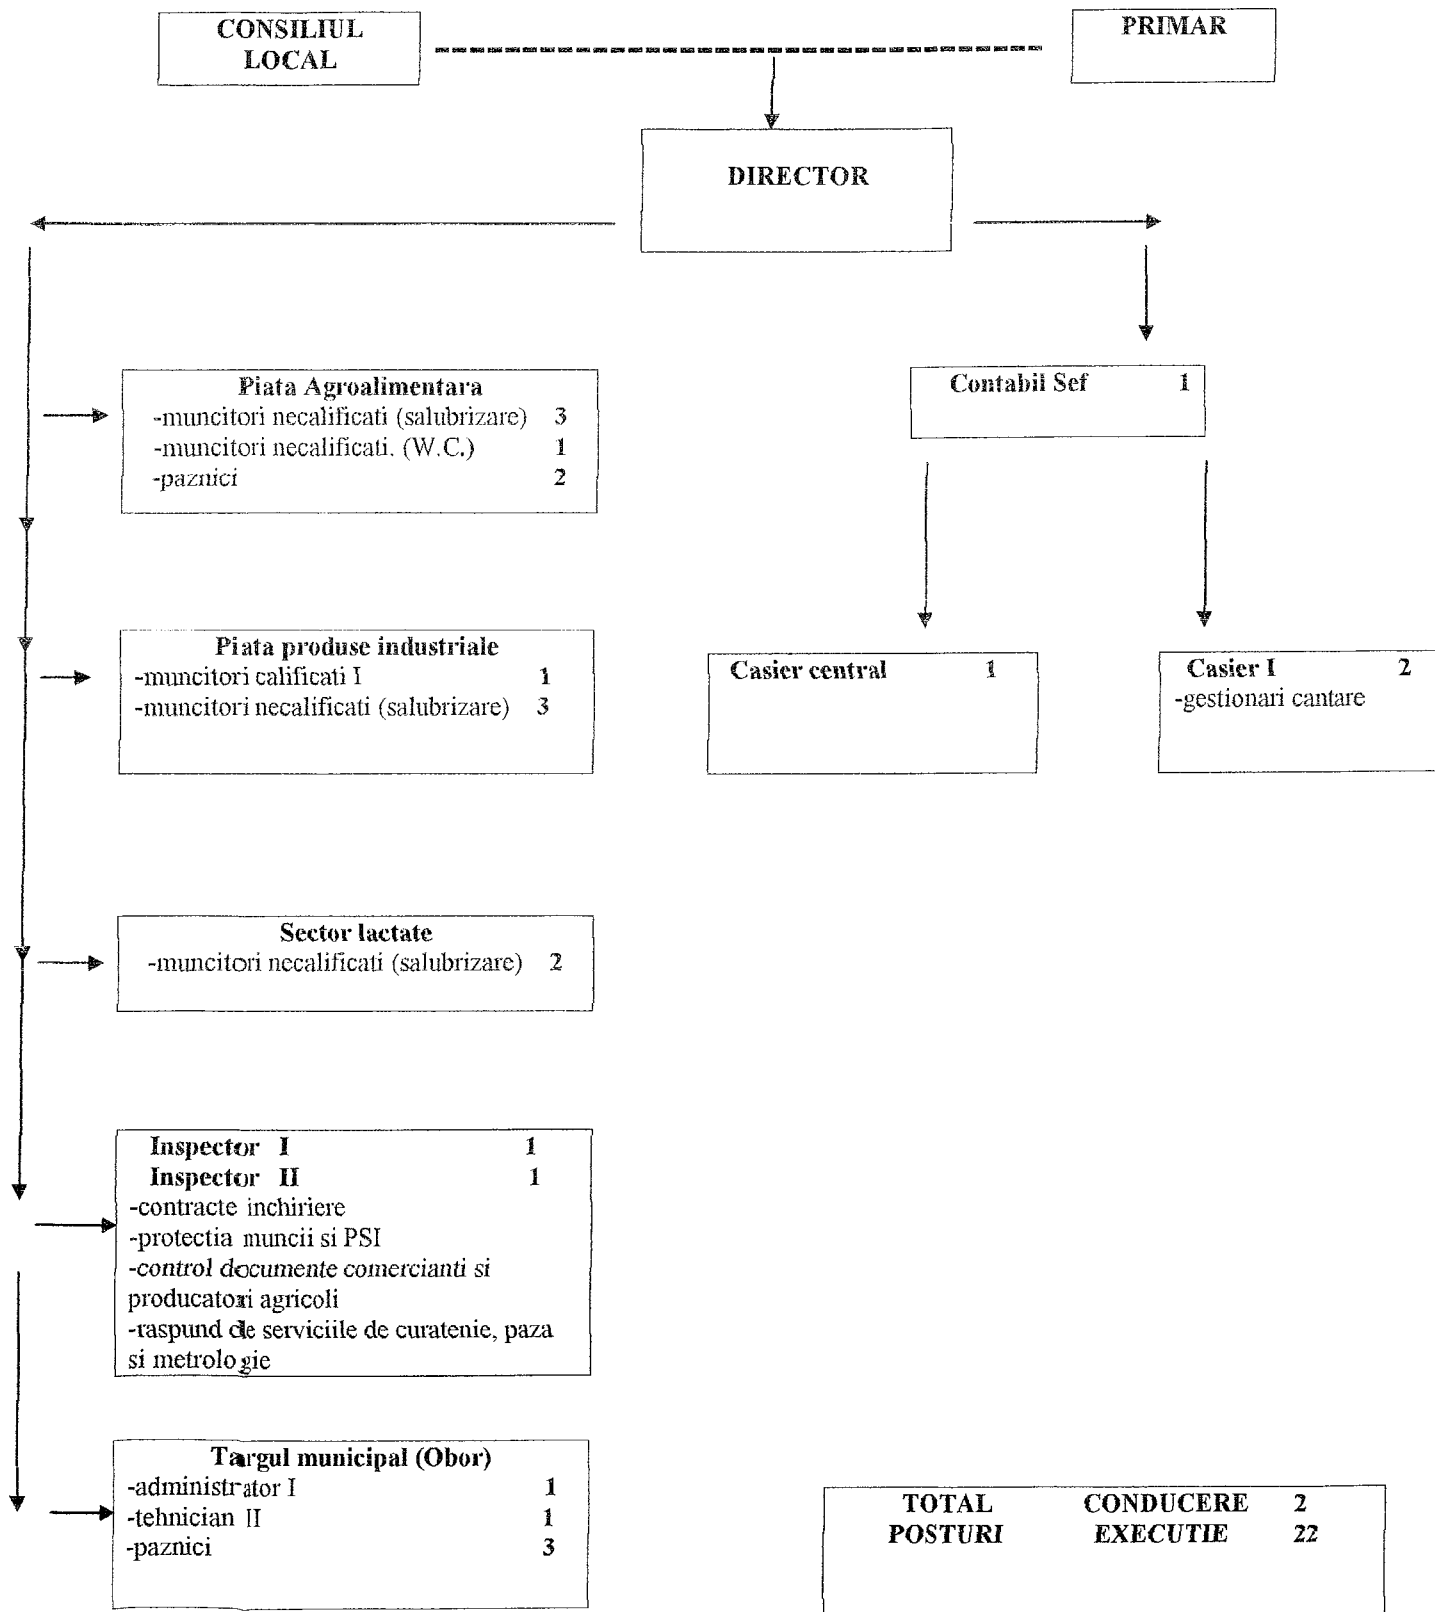 CONSILIUL
LOCAL
PRIMAR
DIRECTOR
Piata Agroalimentara
-muncitori necalificati (salubrizare) 3
-muncitori necalificati. (W.C.) 1
-paznici 2
Contabil Sef 1
Piata produse industriale
-muncitori calificati I 1
-muncitori necalificati (salubrizare) 3
Casier central 1
Casier I 2
-gestionari cantare
Sector lactate
-muncitori necalificati (salubrizare) 2
Inspector I 1
Inspector II 1
-contracte inchiriere
-protectia muncii si PSI
-control documente comercianti si
producatori agricoli
-raspund de serviciile de curatenie, paza
si metrologie
Targul municipal (Obor)
-administrator I 1
-tehnician II 1
-paznici 3
TOTAL CONDUCERE 2
POSTURI EXECUTIE 22